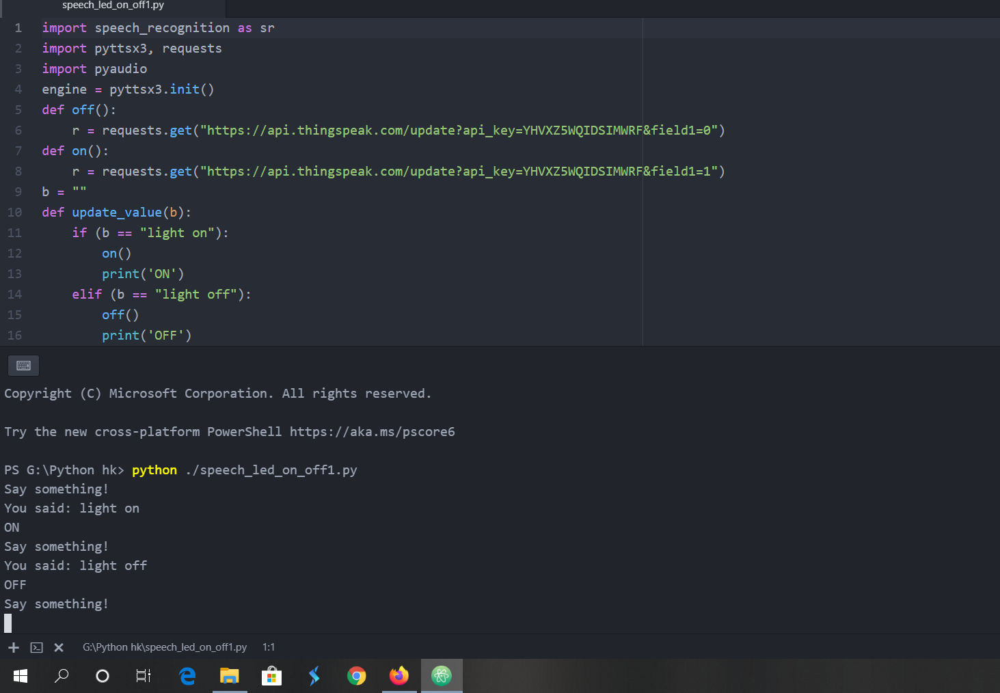 speech_led_on_off1.py
1 import speech_recognition as sr
2 import pyttsx3, requests
3 import pyaudio
4 engine = pyttsx3.init()
5 def off():
6     r = requests.get("https://api.thingspeak.com/update?api_key=YHVXZ5WQIDSIMWRF&field1=0")
7 def on():
8     r = requests.get("https://api.thingspeak.com/update?api_key=YHVXZ5WQIDSIMWRF&field1=1")
9 b = ""
10 def update_value(b):
11     if (b == "light on"):
12         on()
13         print('ON')
14     elif (b == "light off"):
15         off()
16         print('OFF')
Copyright (C) Microsoft Corporation. All rights reserved.
Try the new cross-platform PowerShell https://aka.ms/pscore6
PS G:\Python hk> python ./speech_led_on_off1.py
Say something!
You said: light on
ON
Say something!
You said: light off
OFF
Say something!
G:\Python hk\speech_led_on_off1.py 1:1